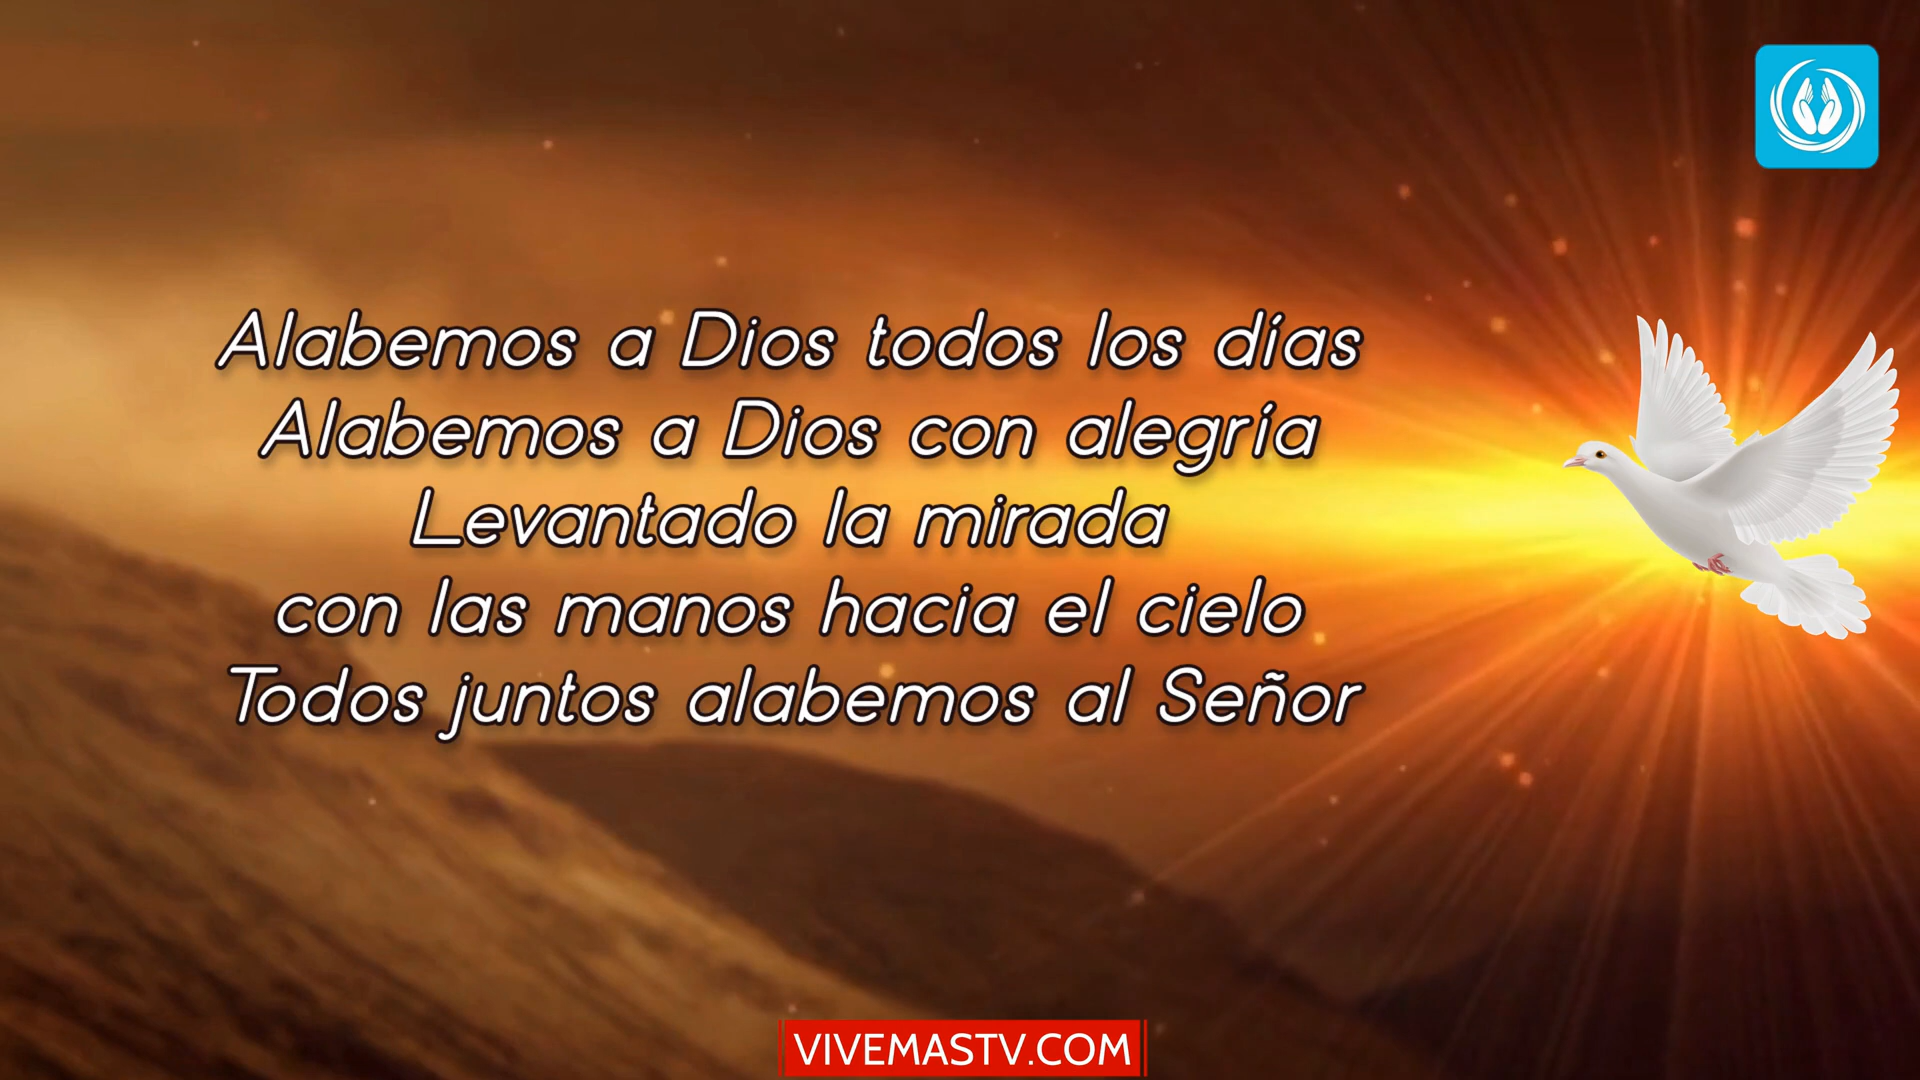 Alabemos a Dios todos los días
Alabemos a Dios con alegría
Levantado la mirada
con las manos hacia el cielo
Todos juntos alabemos al Señor
VIVEMASTV.COM